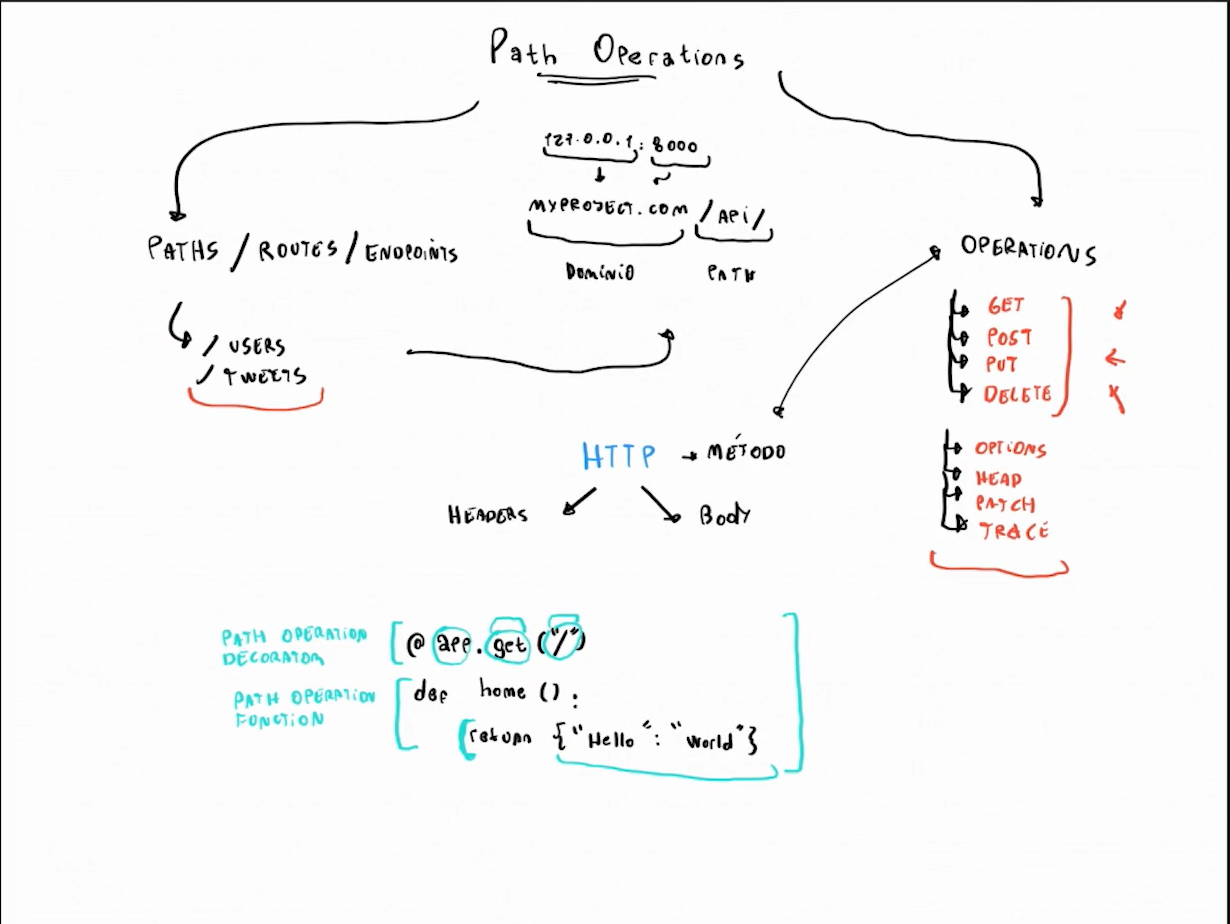 Path Operations
127.0.0.1:8000
MYPROJECT.COM /API/
DOMÍNIO PATH
PATHS / ROUTES / ENDPOINTS
/ USERS
/ TWEETS
OPERATIONS
GET
POST
PUT
DELETE
OPTIONS
HEAD
PATCH
TRACE
HTTP → MÉTODO
HEADERS
BODY
PATH OPERATION
DECORATOR
@app.get("/")
PATH OPERATION
FUNCTION
def home():
return {"Hello": "World"}